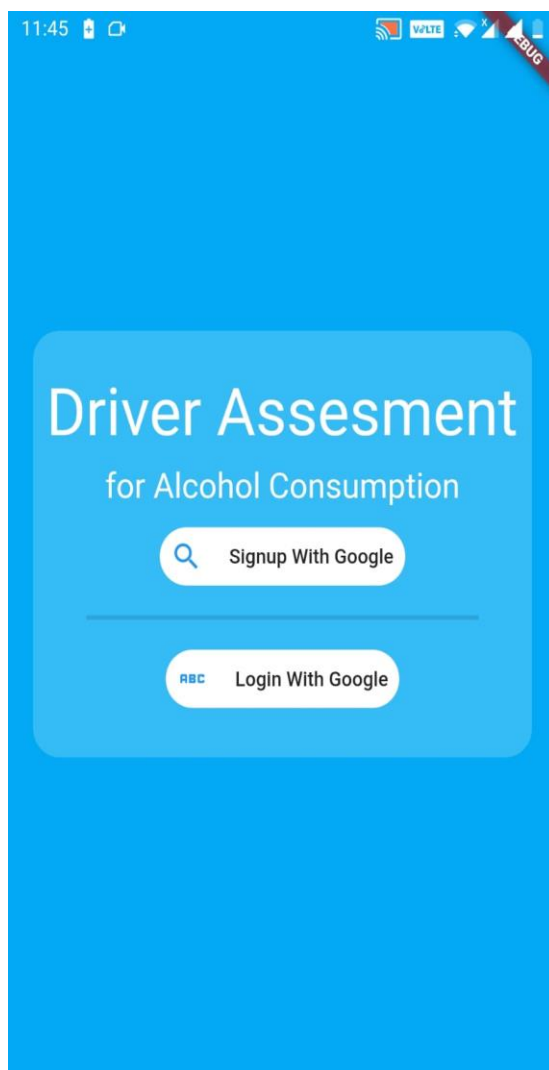 11:45
VoLTE
DEBUG
Driver Assesment
for Alcohol Consumption
Signup With Google
ABC Login With Google